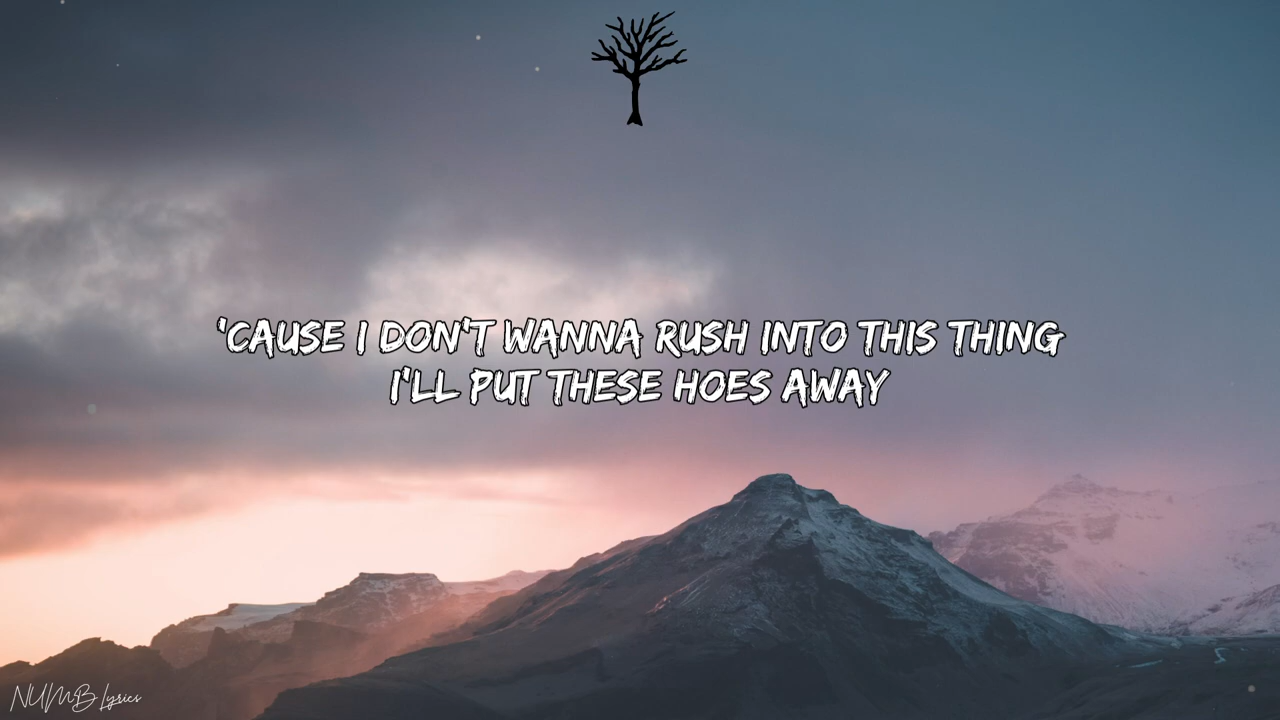 'CAUSE I DON'T WANNA RUSH INTO THIS THING
I'LL PUT THESE HOES AWAY
NUMB Lyrics